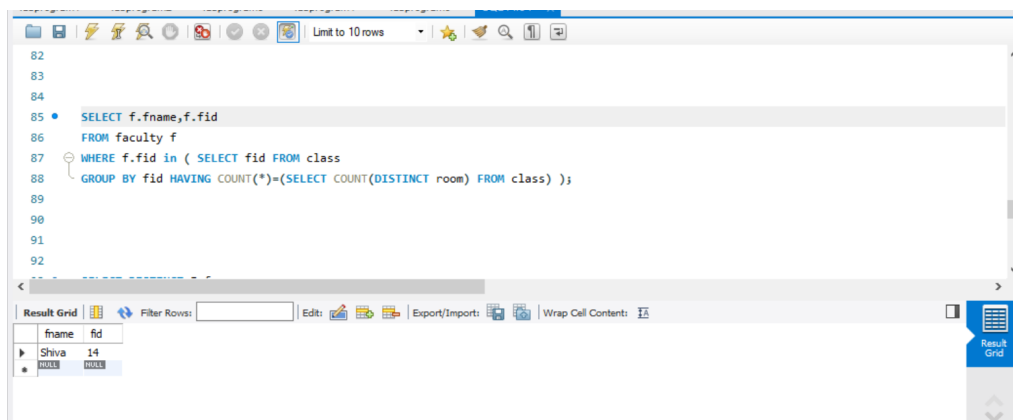 Limit to 10 rows
82
83
84
85 SELECT f.fname,f.fid
86 FROM faculty f
87 WHERE f.fid in ( SELECT fid FROM class
88 GROUP BY fid HAVING COUNT(*)=(SELECT COUNT(DISTINCT room) FROM class) );
89
90
91
92
Result Grid Filter Rows: Edit: Export/Import: Wrap Cell Content: IA
fname fid
Shiva 14
NULL NULL
Result
Grid